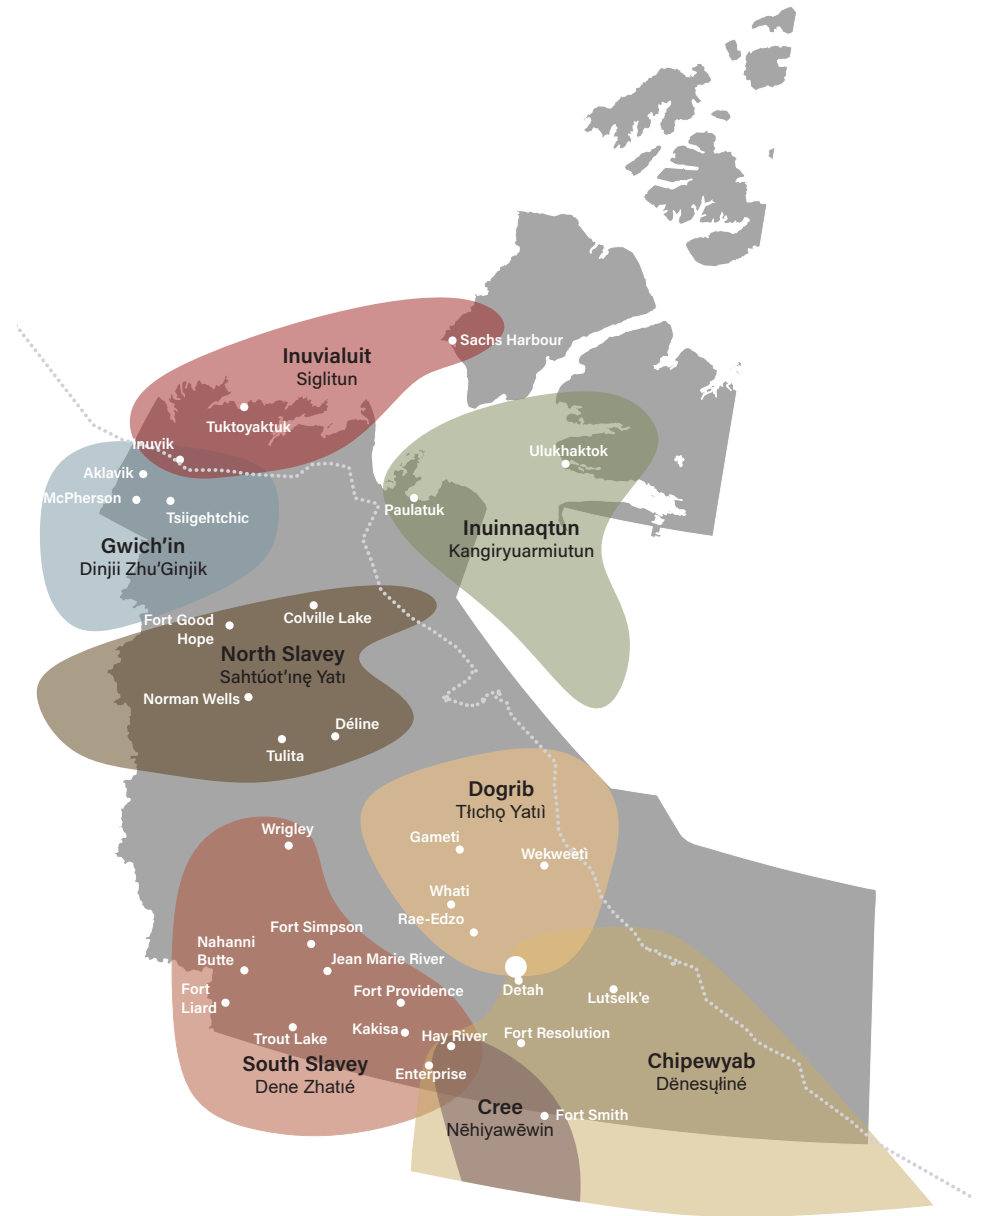 Sachs Harbour
Inuvialuit
Siglitun
Tuktoyaktuk
Inuvik
Ulukhaktok
Aklavik
McPherson
Paulatuk
Tsiigehtchic
Inuinnaqtun
Kangiryuarmiutun
Gwich’in
Dinjii Zhu’Ginjik
Colville Lake
Fort Good
Hope
North Slavey
Sahtúot’ı̨nę Yatı
Norman Wells
Déline
Tulita
Dogrib
Tłıchǫ Yatıì
Wrigley
Gameti
Wekweètì
Whati
Rae-Edzo
Fort Simpson
Nahanni
Butte
Jean Marie River
Detah
Lutselk'e
Fort
Liard
Fort Providence
Trout Lake
Kakisa
Hay River
Fort Resolution
South Slavey
Dene Zhatıé
Enterprise
Chipewyab
Dënesųłiné
Cree
Nēhiyawēwin
Fort Smith